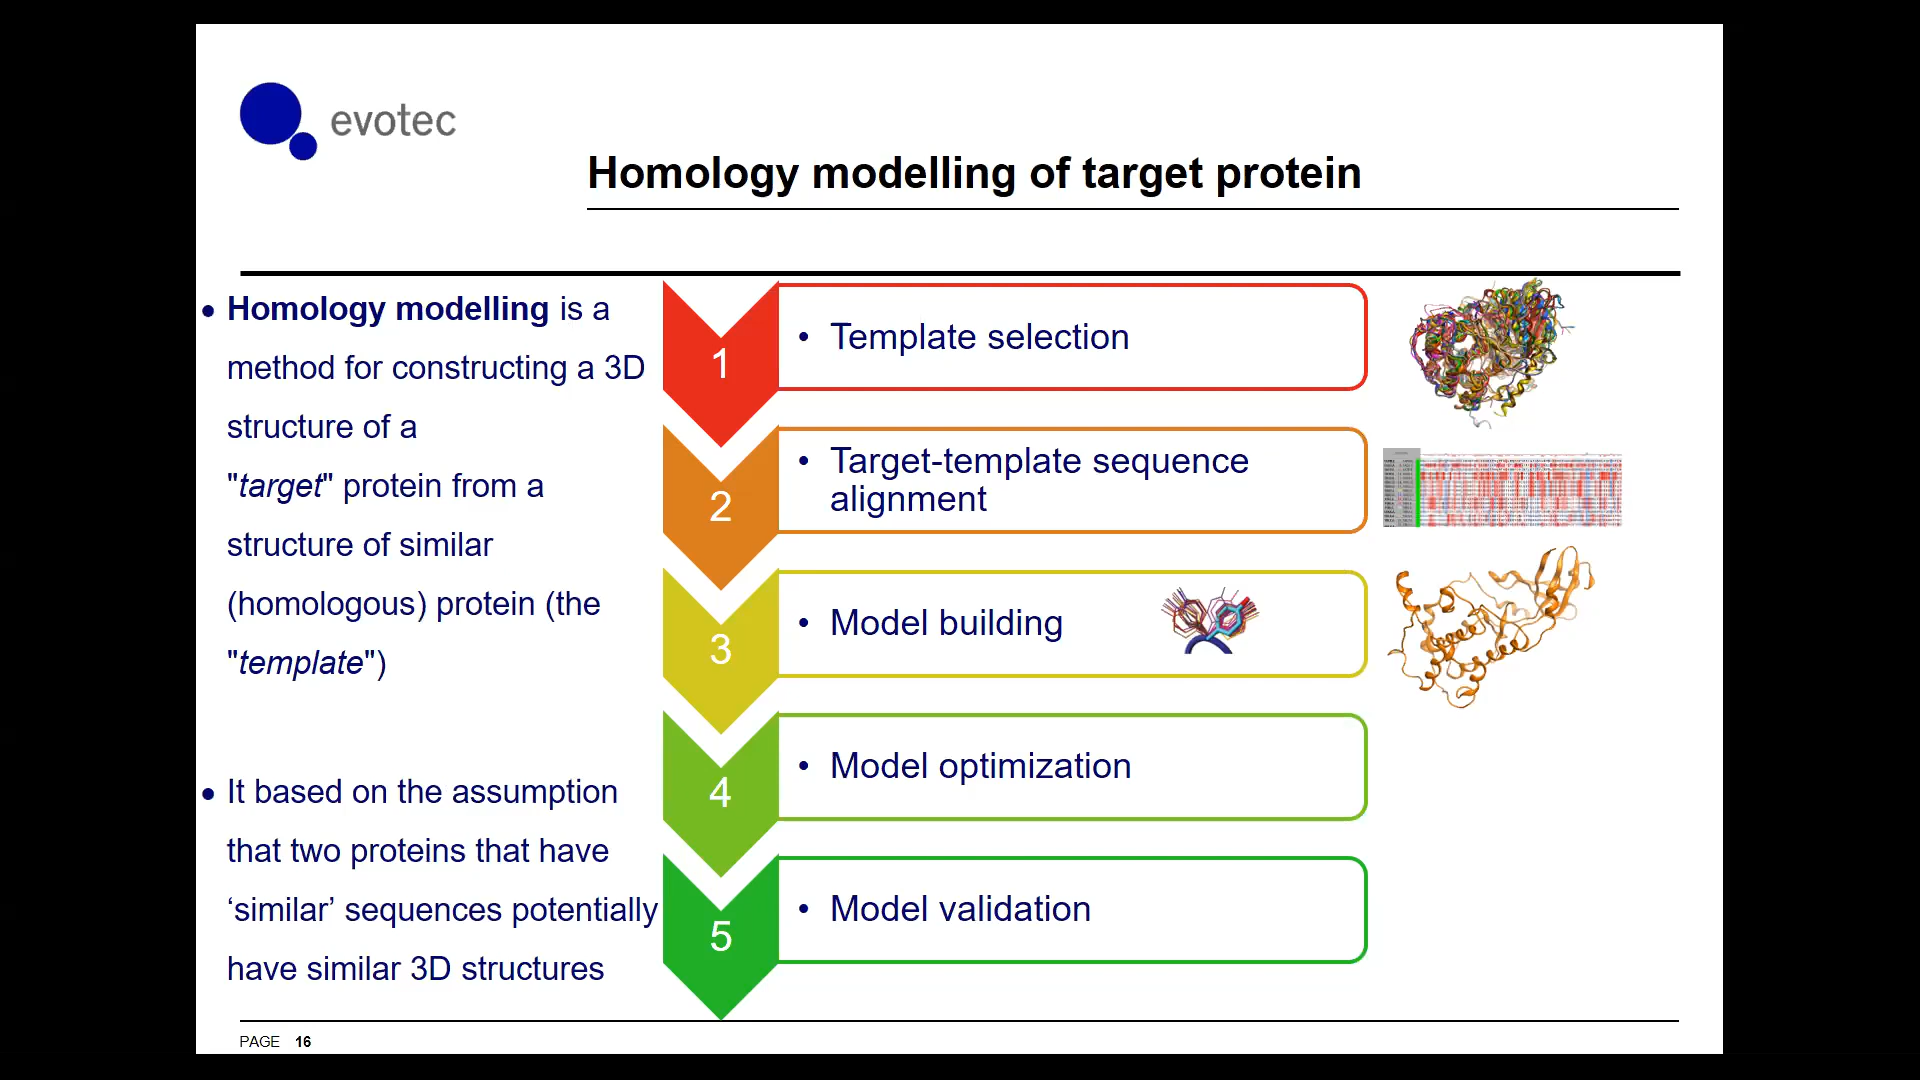 evotec
Homology modelling of target protein
• Homology modelling is a
method for constructing a 3D
structure of a
"target" protein from a
structure of similar
(homologous) protein (the
"template")
• It based on the assumption
that two proteins that have
‘similar’ sequences potentially
have similar 3D structures
1
• Template selection
2
• Target-template sequence
alignment
3
• Model building
4
• Model optimization
5
• Model validation
PAGE 16